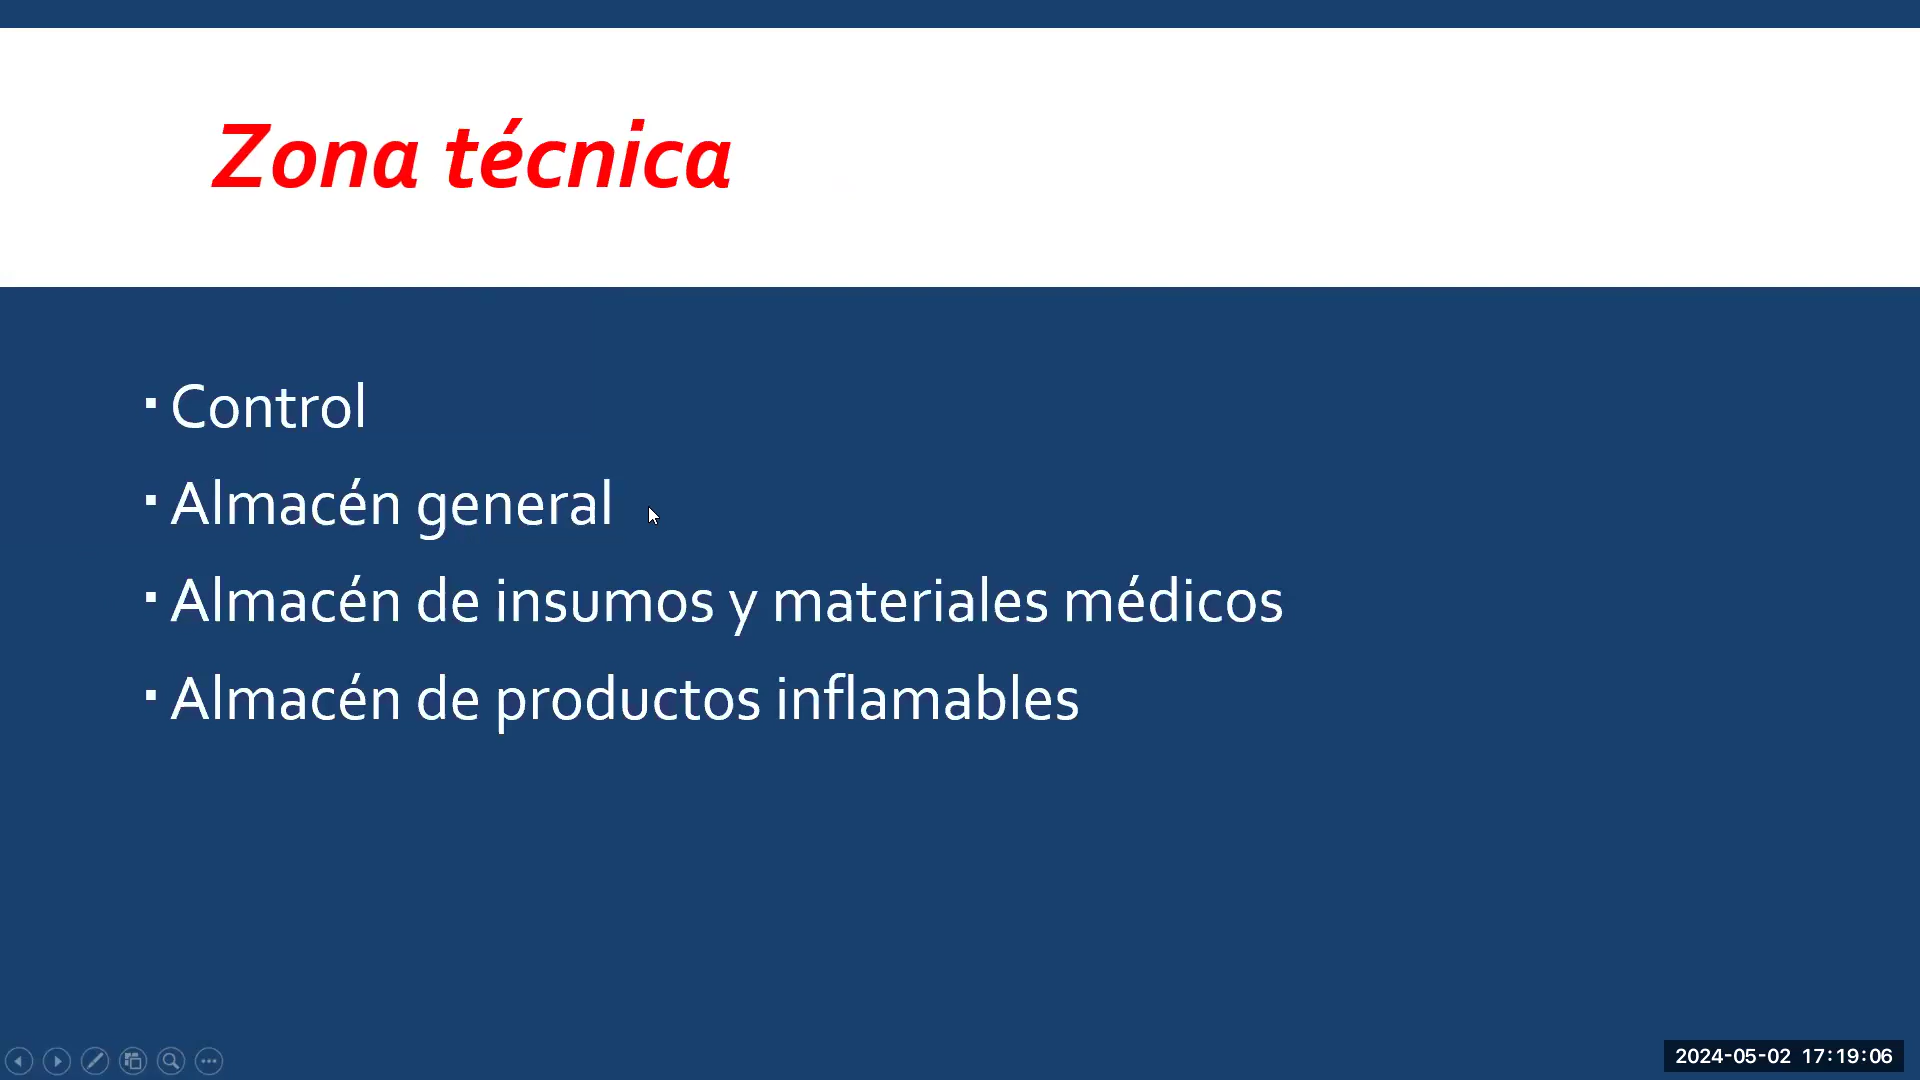 Zona técnica
▪ Control
▪ Almacén general
▪ Almacén de insumos y materiales médicos
▪ Almacén de productos inflamables
2024-05-02 17:19:06